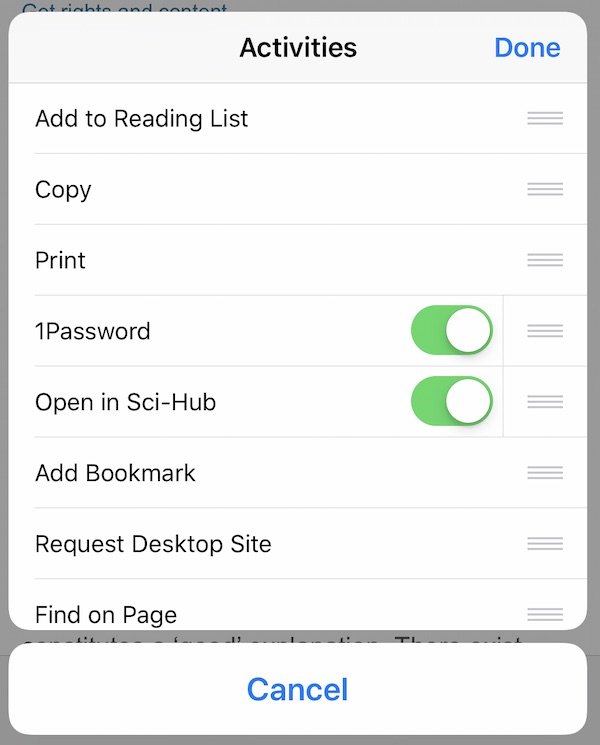 Get rights and content
Activities
Done
Add to Reading List
Copy
Print
1Password
Open in Sci-Hub
Add Bookmark
Request Desktop Site
Find on Page
constitutes a 'good' explanation. There exist
Cancel